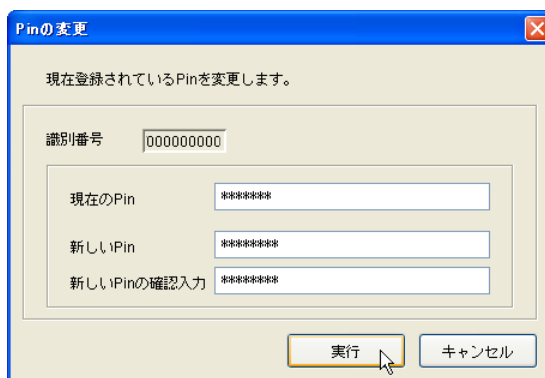 Pinの変更
現在登録されているPinを変更します。
識別番号 000000000
現在のPin *******
新しいPin ********
新しいPinの確認入力 ********
実行 キャンセル